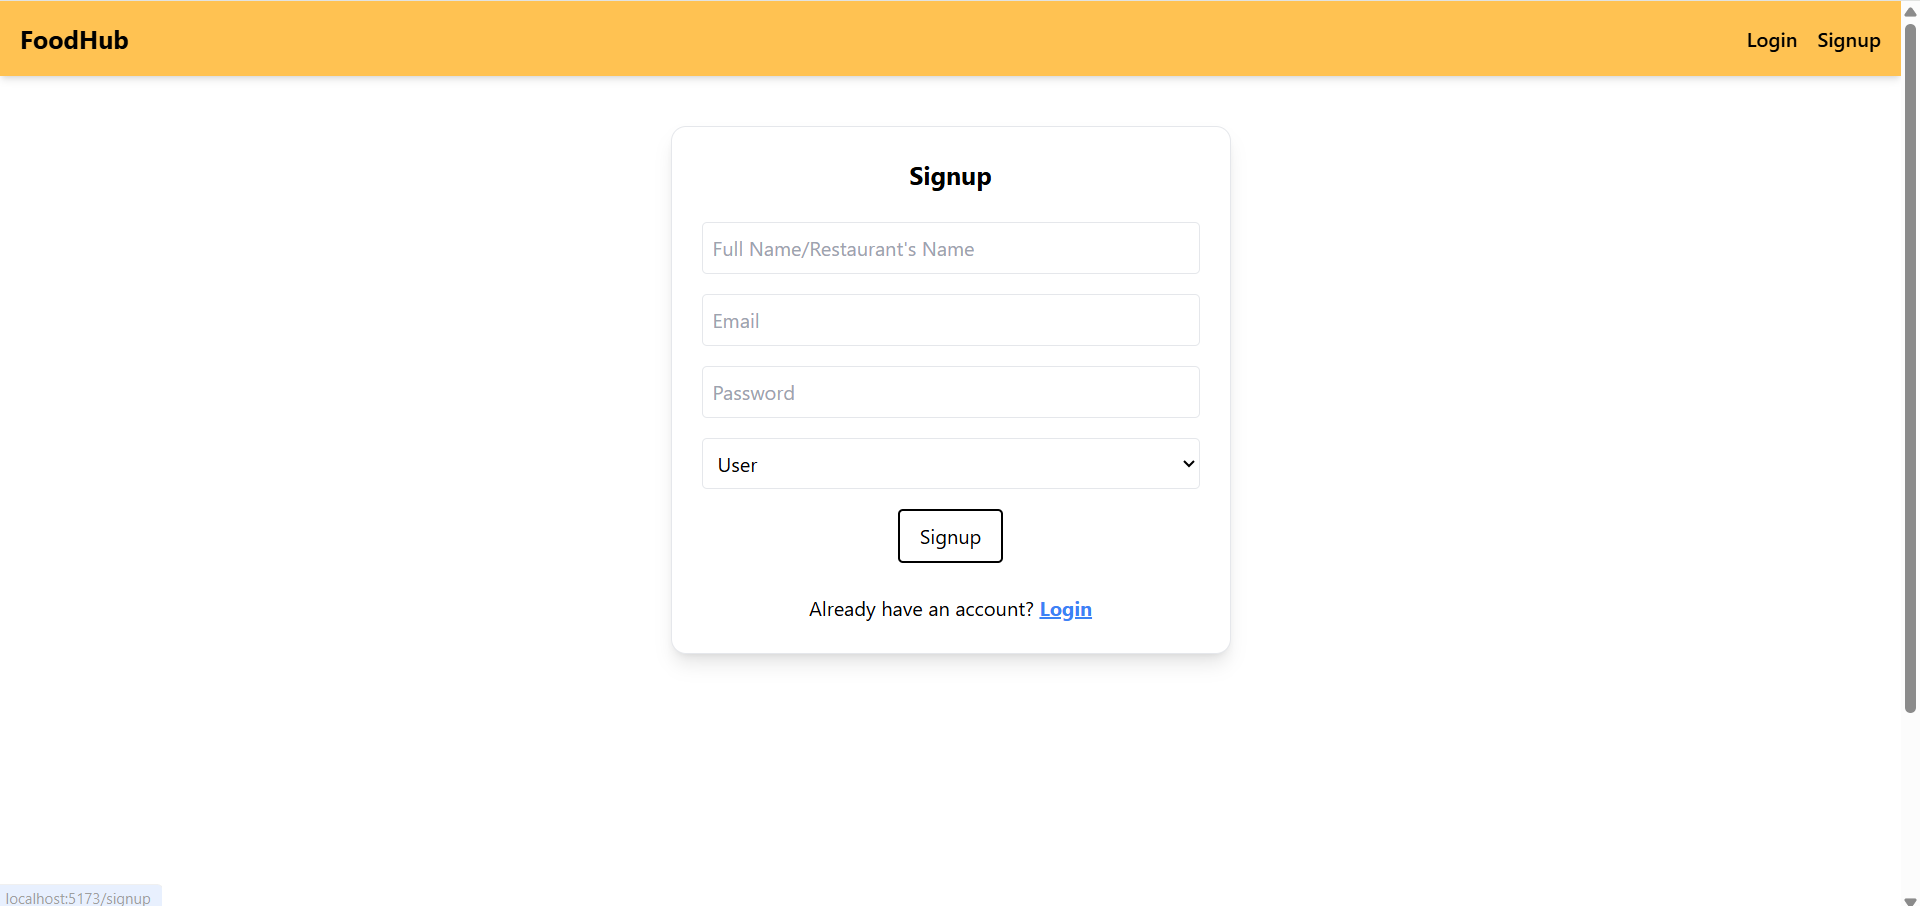 FoodHub
Login Signup
Signup
Full Name/Restaurant's Name
Email
Password
User
Signup
Already have an account? Login
localhost:5173/signup